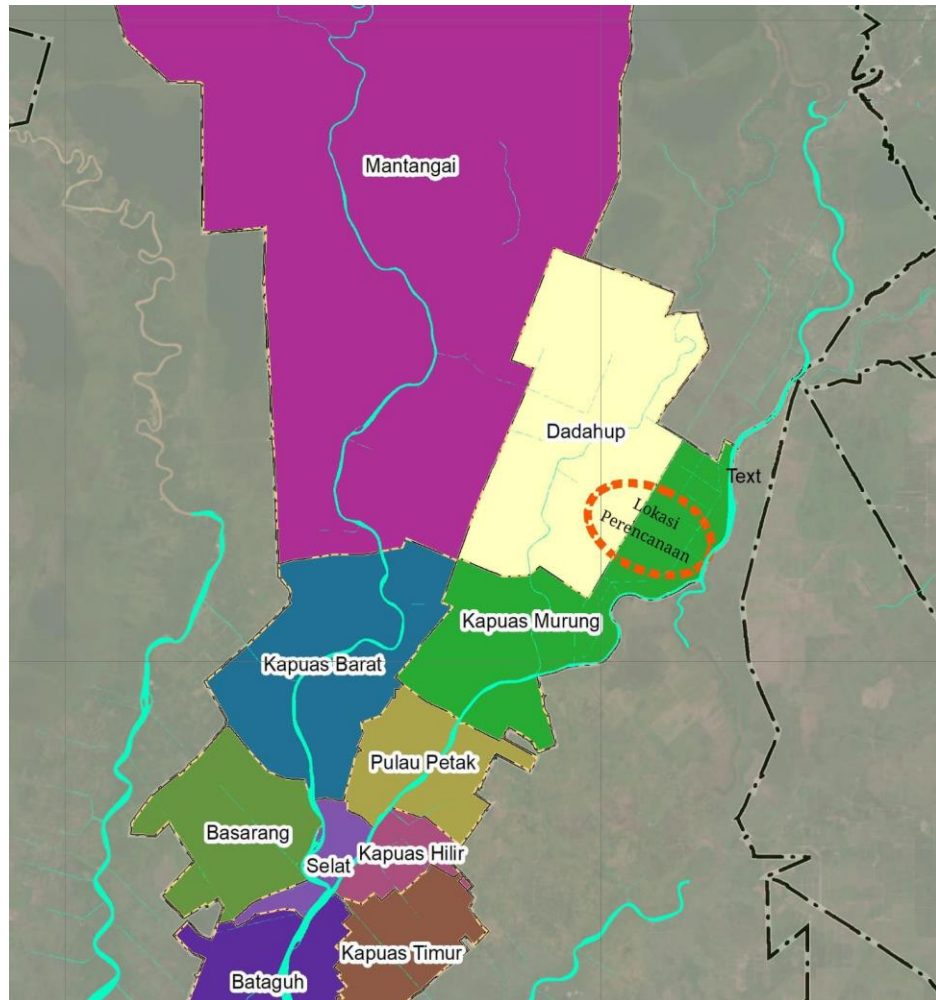 Mantangai
Dadahup
Text
Lokasi
Perencanaan
Kapuas Murung
Kapuas Barat
Pulau Petak
Basarang
Selat
Kapuas Hilir
Kapuas Timur
Bataguh